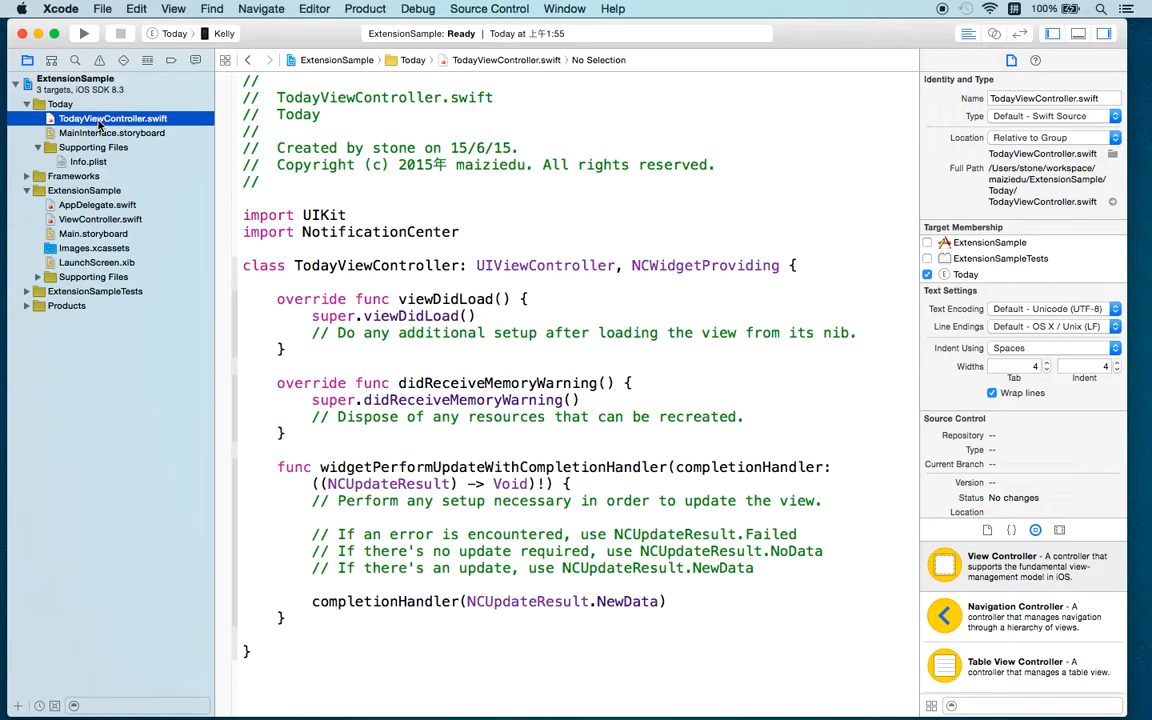 Xcode File Edit View Find Navigate Editor Product Debug Source Control Window Help 100%
Today Kelly
ExtensionSample: Ready | Today at 上午1:55
ExtensionSample
3 targets, iOS SDK 8.3
Today
TodayViewController.swift
MainInterface.storyboard
Supporting Files
Info.plist
Frameworks
ExtensionSample
AppDelegate.swift
ViewController.swift
Main.storyboard
Images.xcassets
LaunchScreen.xib
Supporting Files
ExtensionSampleTests
Products
ExtensionSample Today TodayViewController.swift No Selection
//
// TodayViewController.swift
// Today
//
// Created by stone on 15/6/15.
// Copyright (c) 2015年 maiziedu. All rights reserved.
//
import UIKit
import NotificationCenter
class TodayViewController: UIViewController, NCWidgetProviding {
override func viewDidLoad() {
super.viewDidLoad()
// Do any additional setup after loading the view from its nib.
}
override func didReceiveMemoryWarning() {
super.didReceiveMemoryWarning()
// Dispose of any resources that can be recreated.
}
func widgetPerformUpdateWithCompletionHandler(completionHandler:
((NCUpdateResult) -> Void)!) {
// Perform any setup necessary in order to update the view.
// If an error is encountered, use NCUpdateResult.Failed
// If there's no update required, use NCUpdateResult.NoData
// If there's an update, use NCUpdateResult.NewData
completionHandler(NCUpdateResult.NewData)
}
}
Identity and Type
Name TodayViewController.swift
Type Default - Swift Source
Location Relative to Group
TodayViewController.swift
Full Path /Users/stone/workspace/
maiziedu/ExtensionSample/
Today/
TodayViewController.swift
Target Membership
ExtensionSample
ExtensionSampleTests
E Today
Text Settings
Text Encoding Default - Unicode (UTF-8)
Line Endings Default - OS X / Unix (LF)
Indent Using Spaces
Widths 4 4
Tab Indent
Wrap lines
Source Control
Repository --
Type --
Current Branch --
Version --
Status No changes
Location
{ }
View Controller - A controller that
supports the fundamental view-
management model in iOS.
Navigation Controller - A
controller that manages navigation
through a hierarchy of views.
Table View Controller - A
controller that manages a table view.